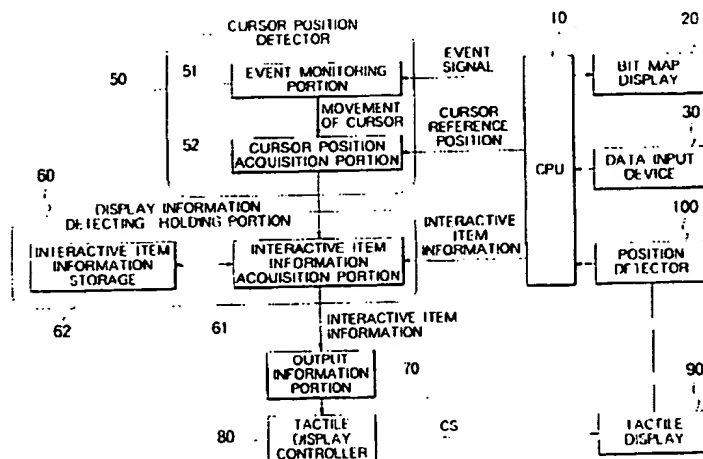 10
20
CURSOR POSITION
DETECTOR
50
51
EVENT MONITORING
PORTION
EVENT
SIGNAL
BIT MAP
DISPLAY
MOVEMENT
OF CURSOR
52
CURSOR POSITION
ACQUISITION PORTION
CURSOR
REFERENCE
POSITION
CPU
30
DATA INPUT
DEVICE
60
DISPLAY INFORMATION
DETECTING HOLDING PORTION
100
INTERACTIVE ITEM
INFORMATION
STORAGE
INTERACTIVE ITEM
INFORMATION
ACQUISITION PORTION
INTERACTIVE
ITEM
INFORMATION
POSITION
DETECTOR
62
61
INTERACTIVE ITEM
INFORMATION
OUTPUT
INFORMATION
PORTION
70
90
80
TACTILE
DISPLAY
CONTROLLER
CS
TACTILE
DISPLAY